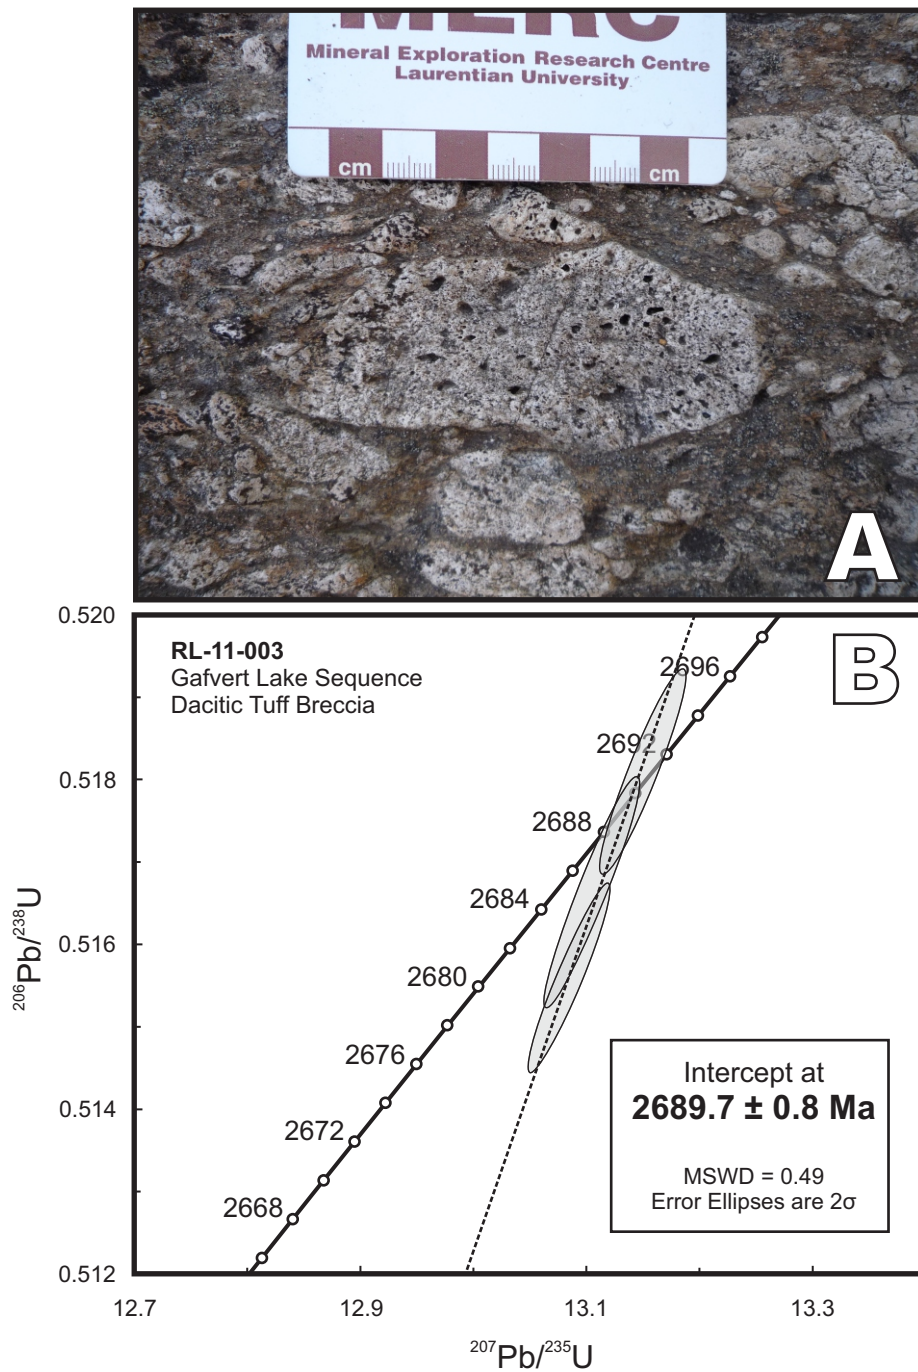 MERC
Mineral Exploration Research Centre
Laurentian University
cm cm
A
0.520
0.518
0.516
0.514
0.512
²⁰⁶Pb/²³⁸U
RL-11-003
Gafvert Lake Sequence
Dacitic Tuff Breccia
B
2696
2692
2688
2684
2680
2676
2672
2668
Intercept at
2689.7 ± 0.8 Ma
MSWD = 0.49
Error Ellipses are 2σ
12.7 12.9 13.1 13.3
²⁰⁷Pb/²³⁵U